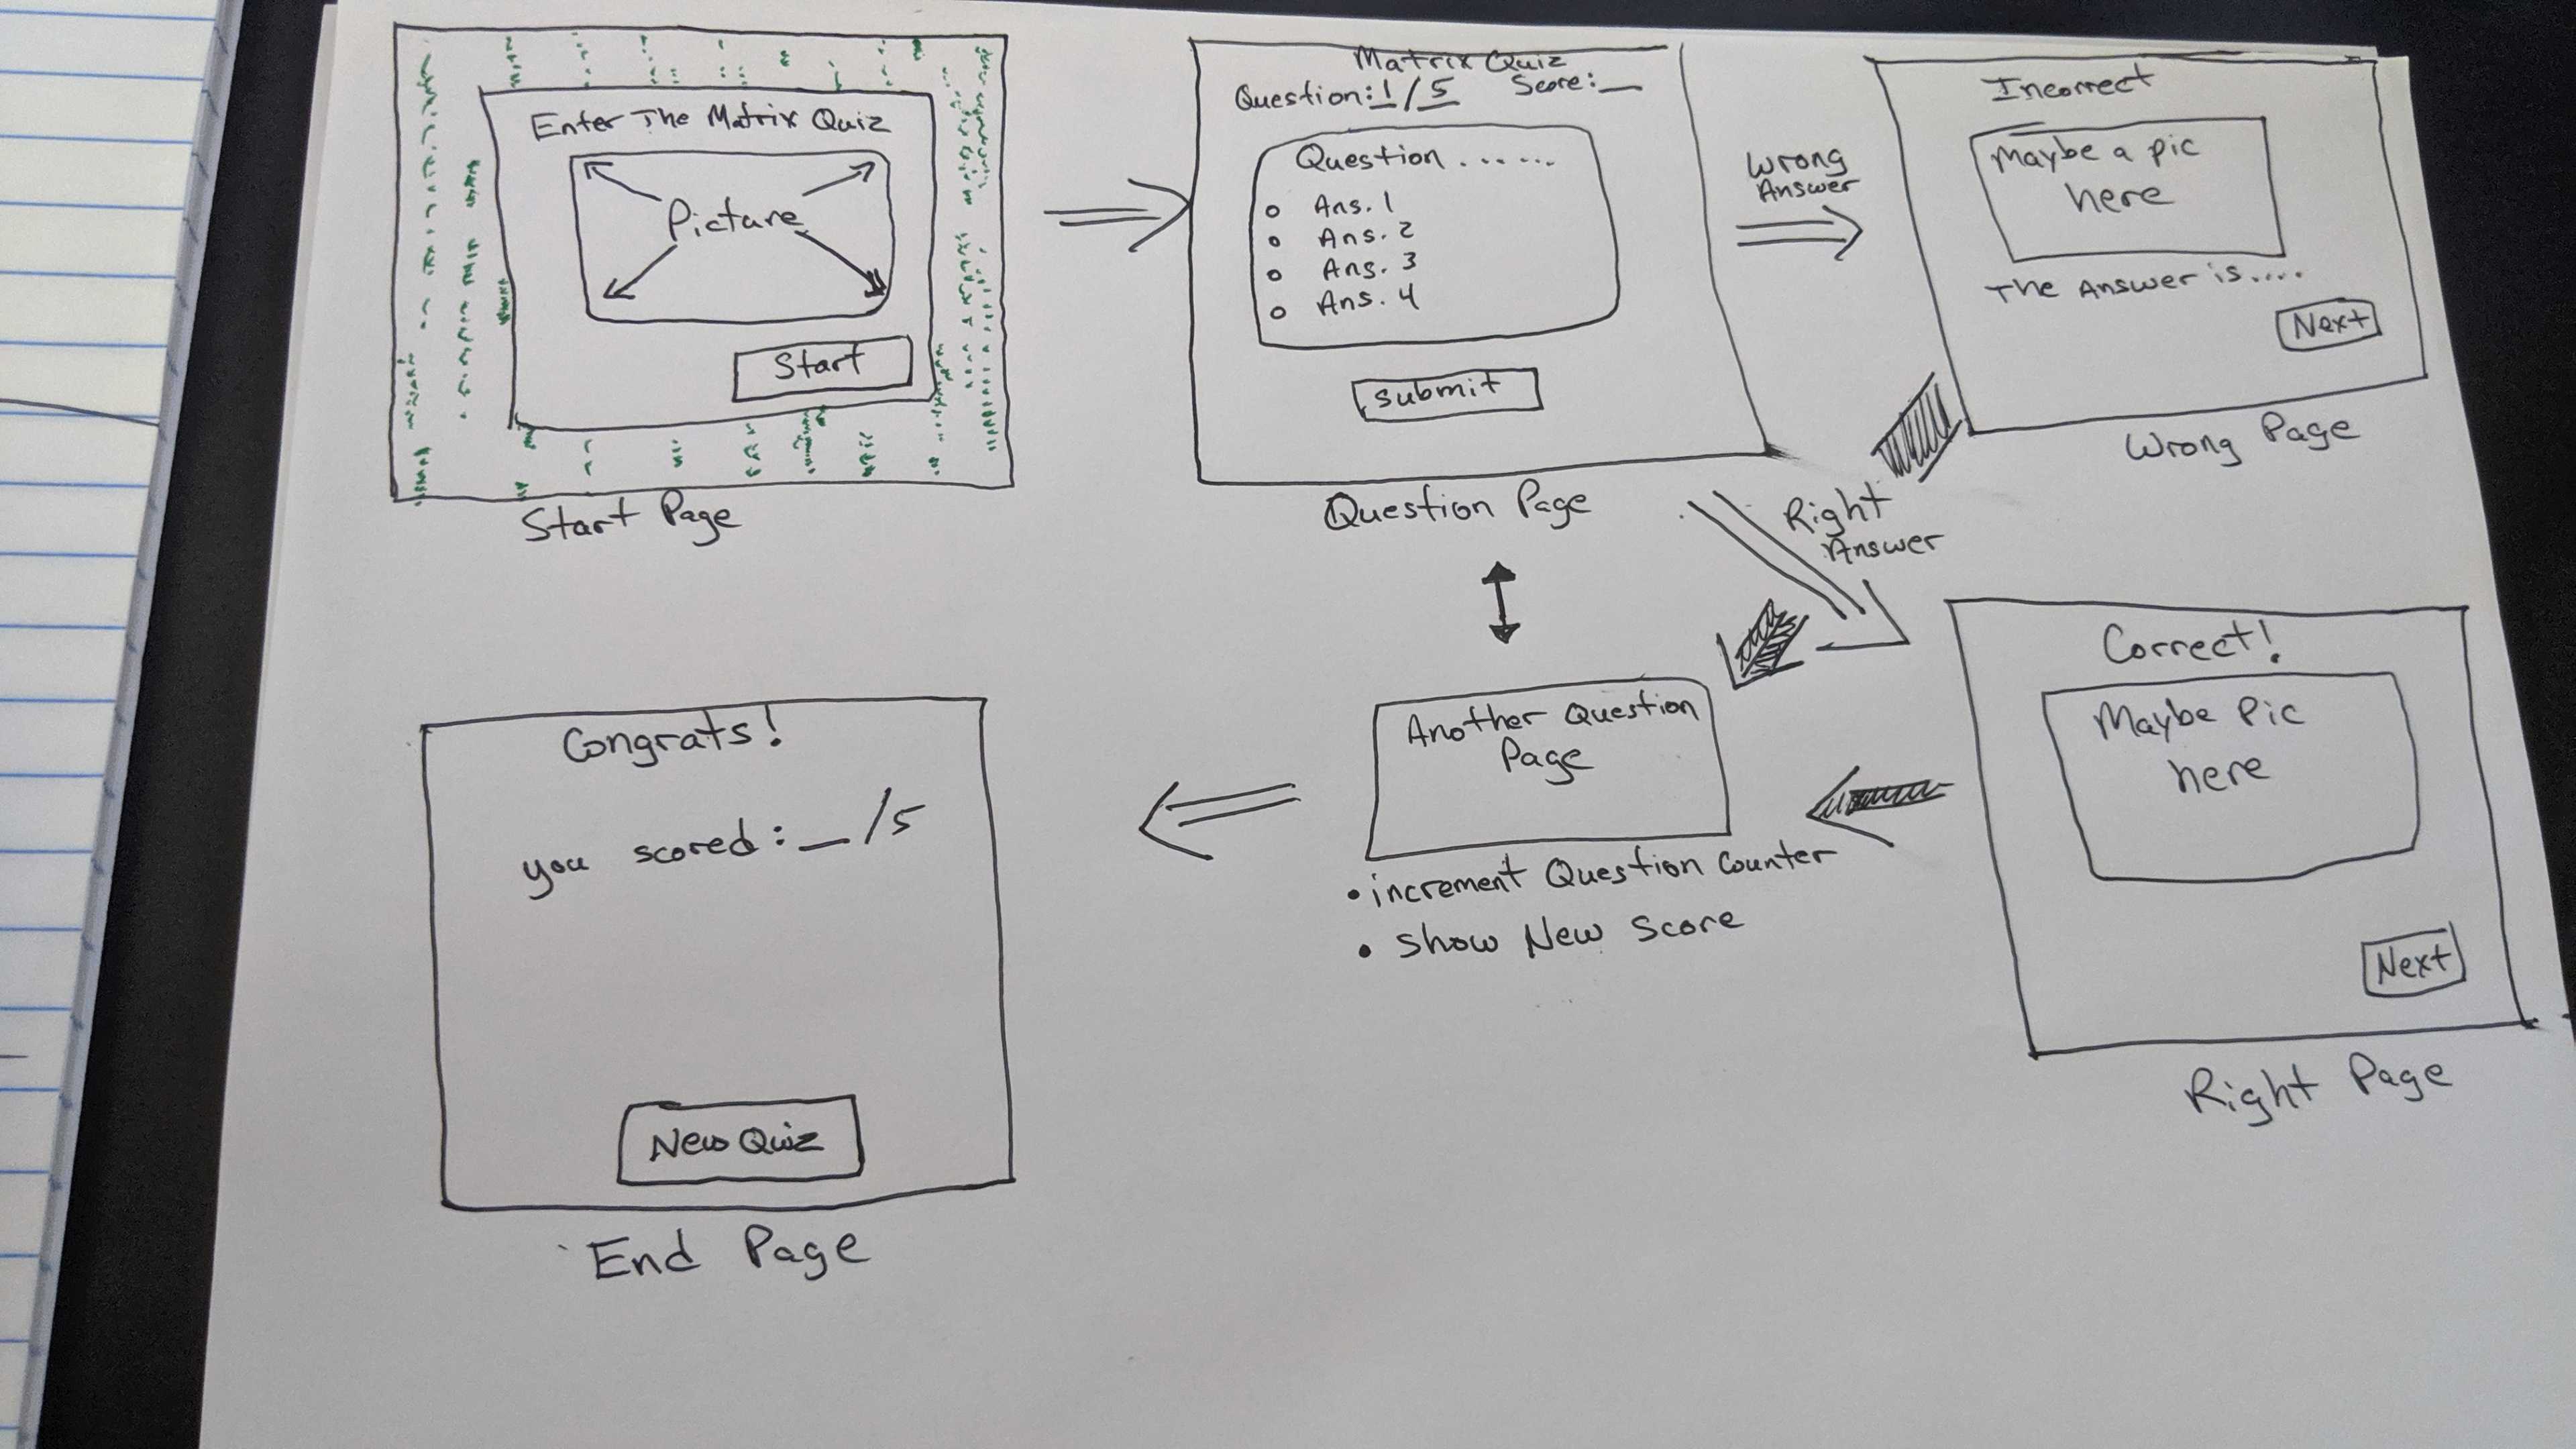 Enter The Matrix Quiz
Picture
Start
Start Page
Matrix Quiz
Question: 1/5 Score:__
Question......
Ans. 1
Ans. 2
Ans. 3
Ans. 4
submit
Question Page
Wrong
Answer
Incorrect
Maybe a pic
here
The Answer is....
Next
Wrong Page
Right
Answer
Correct!
Maybe Pic
here
Next
Right Page
Another Question
Page
• increment Question Counter
• Show New Score
Congrats!
you scored: __/5
New Quiz
End Page